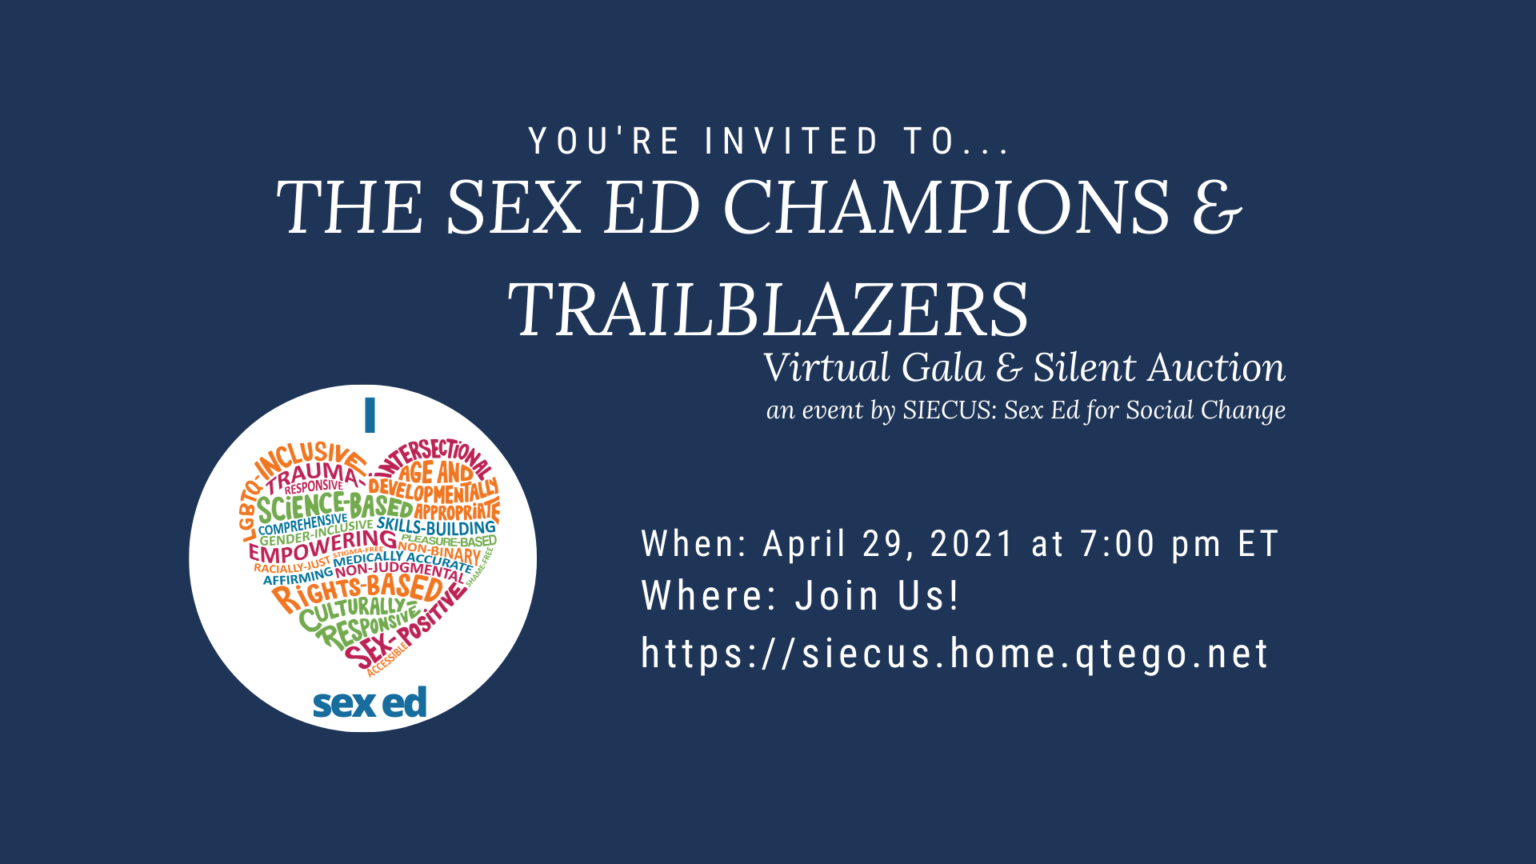 YOU'RE INVITED TO...
THE SEX ED CHAMPIONS &
TRAILBLAZERS
Virtual Gala & Silent Auction
an event by SIECUS: Sex Ed for Social Change
I
LGBTQ-INCLUSIVE
INTERSECTIONAL
TRAUMA-
RESPONSIVE
AGE AND
DEVELOPMENTALLY
APPROPRIATE
SCIENCE-BASED
COMPREHENSIVE
SKILLS-BUILDING
GENDER-INCLUSIVE
PLEASURE-BASED
EMPOWERING
NON-BINARY
STIGMA-FREE
RACIALLY-JUST
MEDICALLY ACCURATE
SHAME-FREE
AFFIRMING
NON-JUDGMENTAL
RIGHTS-BASED
CULTURALLY
RESPONSIVE
SEX-POSITIVE
ACCESSIBLE
sex ed
When: April 29, 2021 at 7:00 pm ET
Where: Join Us!
https://siecus.home.qtego.net